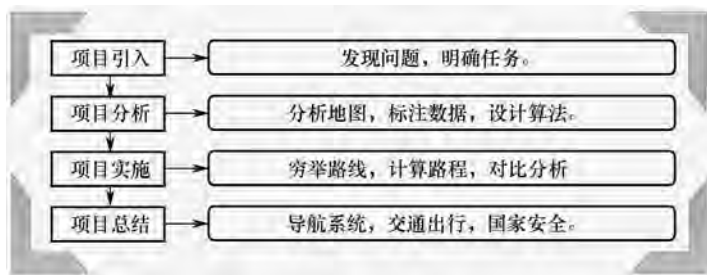 项目引入 发现问题，明确任务。
项目分析 分析地图，标注数据，设计算法。
项目实施 穷举路线，计算路程，对比分析
项目总结 导航系统，交通出行，国家安全。